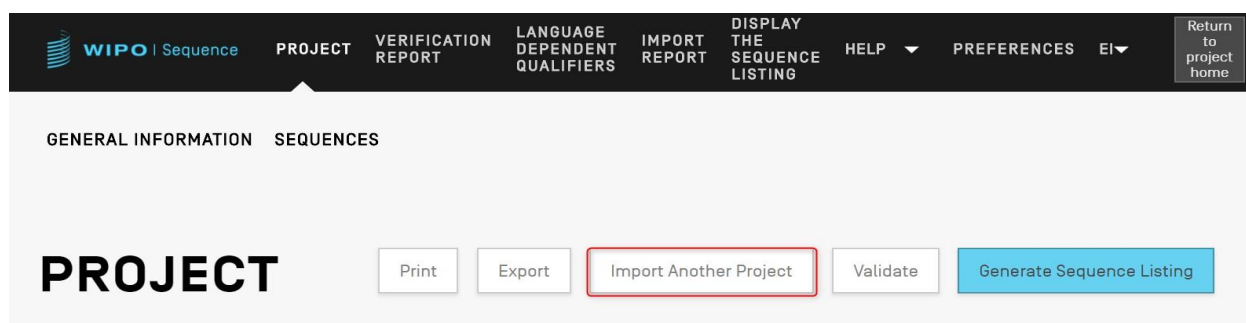 WIPO | Sequence
PROJECT
VERIFICATION
REPORT
LANGUAGE
DEPENDENT
QUALIFIERS
IMPORT
REPORT
DISPLAY
THE
SEQUENCE
LISTING
HELP
PREFERENCES
EI
Return
to
project
home
GENERAL INFORMATION SEQUENCES
PROJECT
Print
Export
Import Another Project
Validate
Generate Sequence Listing